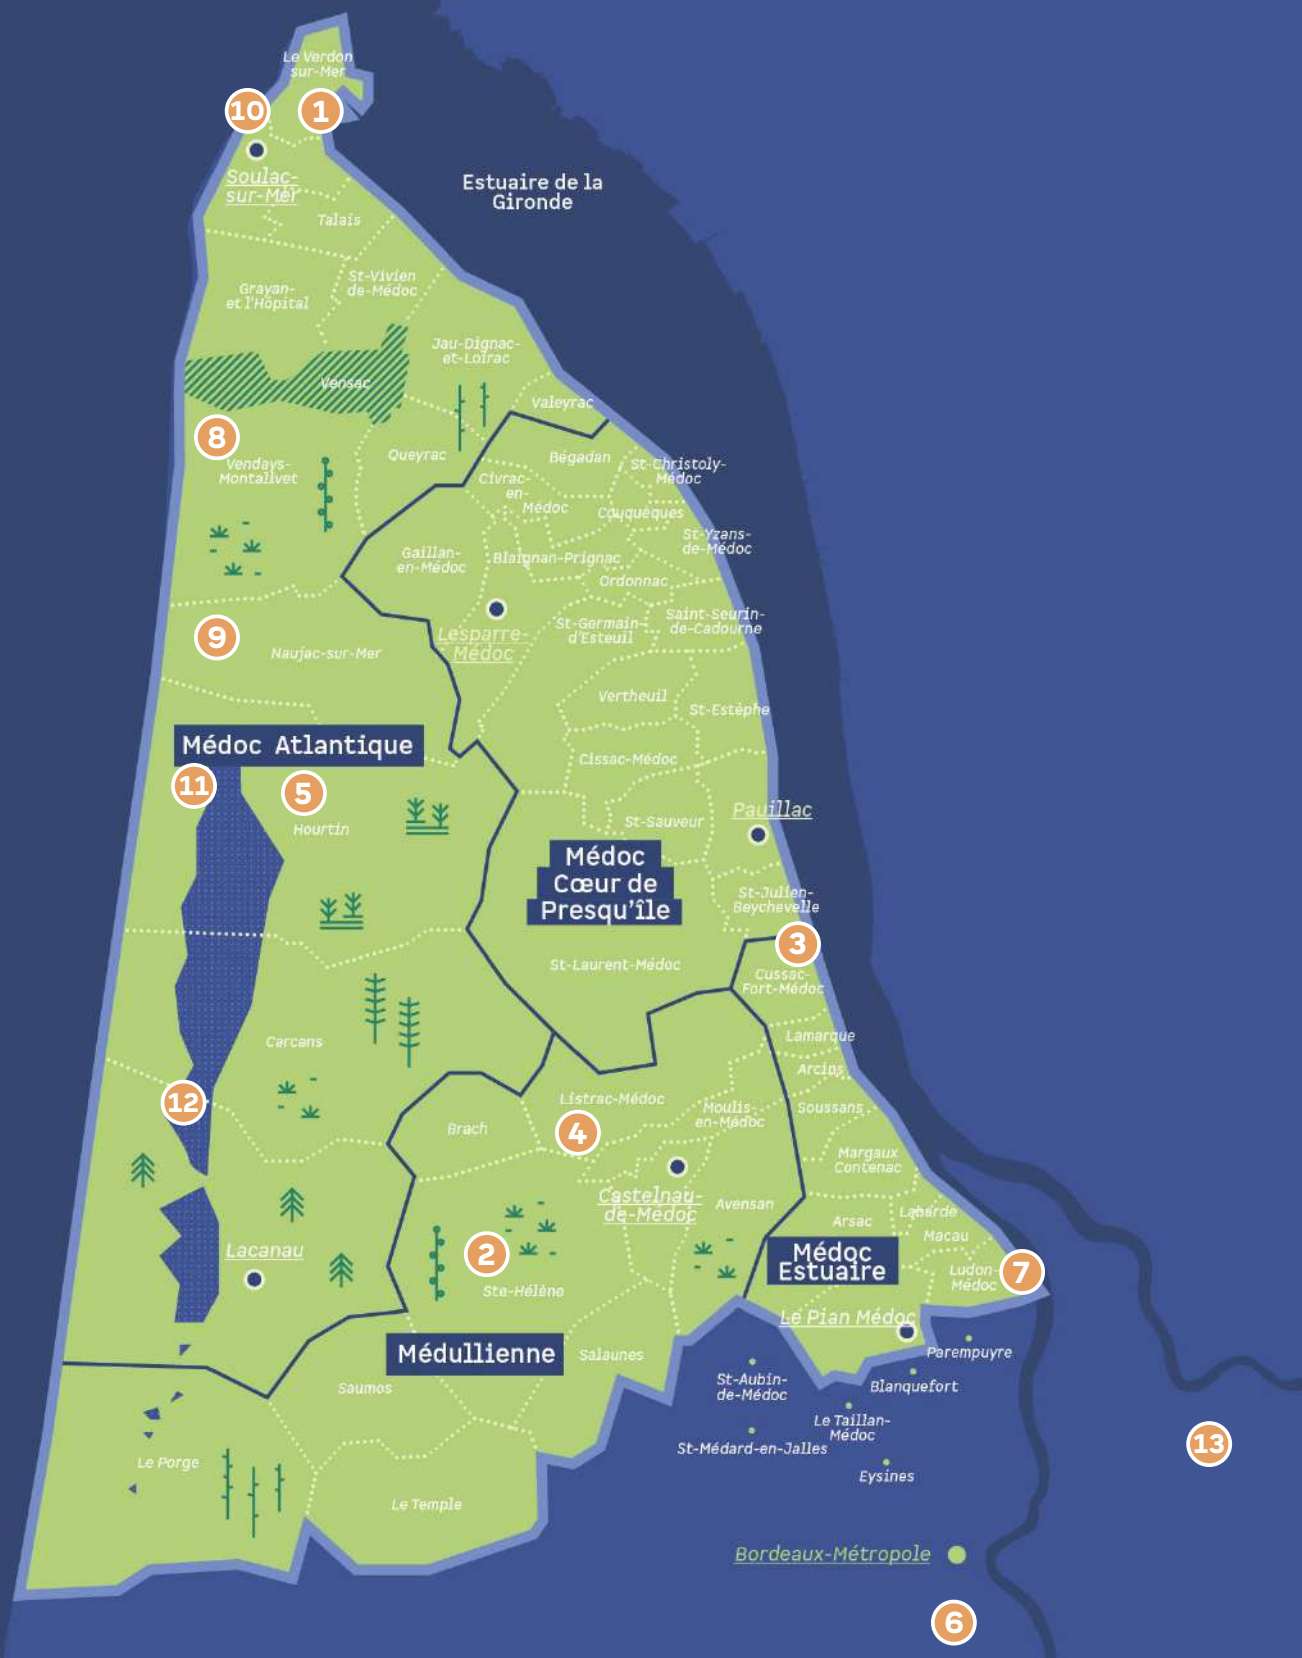 Le Verdon
sur-Mer
10
1
Soulac-
sur-Mer
Estuaire de la
Gironde
Talais
St-Vivien
de-Médoc
Grayan-
et l'Hôpital
Jau-Dignac-
et-Loirac
Vensac
Valeyrac
8
Vendays-
Montalivet
Queyrac
Bégadan
St-Christoly-
Médoc
Civrac-
en-
Médoc
Couquèques
St-Yzans-
de-Médoc
Gaillan-
en-Médoc
Blaignan-Prignac
Ordonnac
9
Naujac-sur-Mer
Lesparre-
Médoc
St-Germain-
d'Esteuil
Saint-Seurin-
de-Cadourne
Vertheuil
St-Estèphe
Médoc Atlantique
Cissac-Médoc
11
5
Hourtin
St-Sauveur
Pauillac
Médoc
Cœur de
Presqu'île
St-Julien-
Beychevelle
3
St-Laurent-Médoc
Cussac-
Fort-Médoc
Carcans
Lamarque
Arcins
12
Brach
Listrac-Médoc
4
Moulis-
en-Médoc
Soussans
Margaux
Contenac
Castelnau-
de-Médoc
Avensan
Labarde
Arsac
Macau
Lacanau
2
Ste-Hélène
Médoc
Estuaire
Ludon-
Médoc
7
Le Pian Médoc
Médullienne
Salaunes
Parempuyre
Saumos
St-Aubin-
de-Médoc
Blanquefort
Le Taillan-
Médoc
St-Médard-en-Jalles
13
Le Porge
Eysines
Le Temple
Bordeaux-Métropole
6